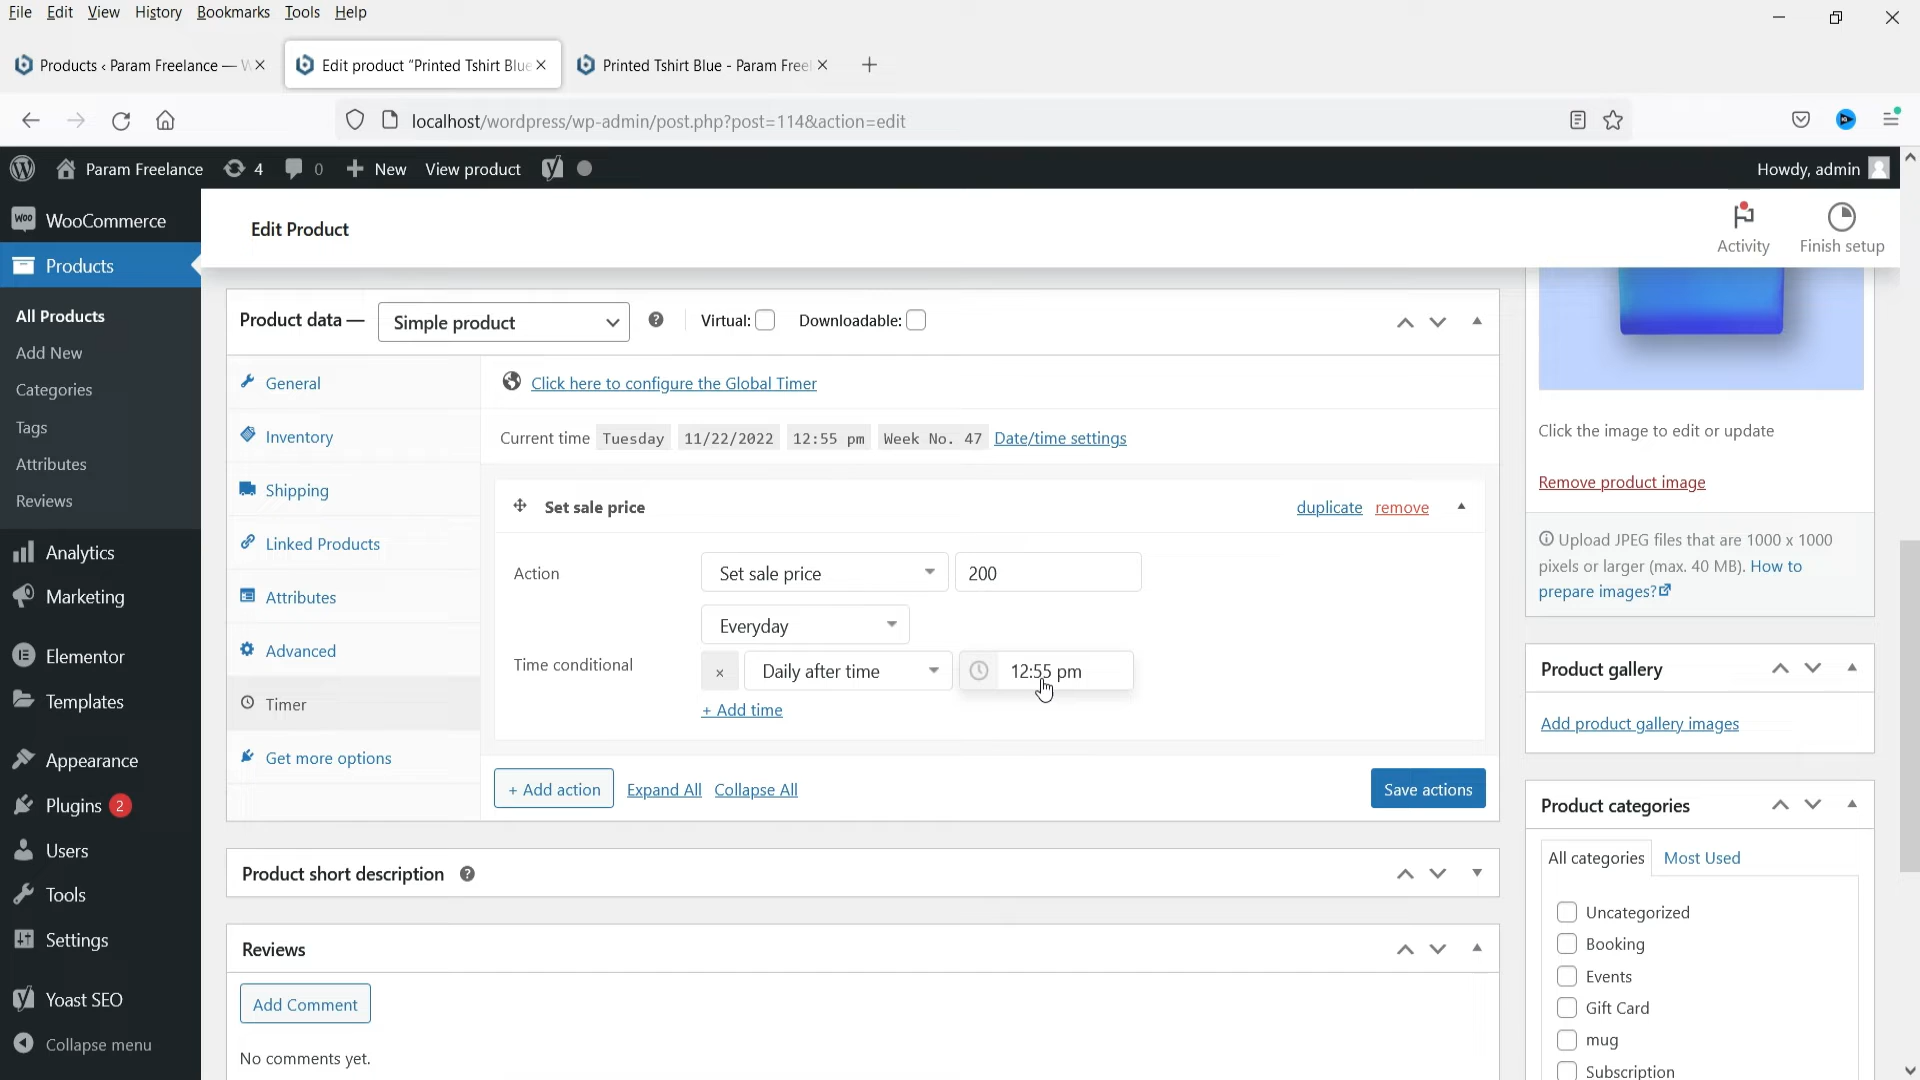 File Edit View History Bookmarks Tools Help
Products ‹ Param Freelance — W
Edit product “Printed Tshirt Blue
Printed Tshirt Blue - Param Free
localhost/wordpress/wp-admin/post.php?post=114&action=edit
Param Freelance 4 0 New View product Howdy, admin
WooCommerce
Products
All Products
Add New
Categories
Tags
Attributes
Reviews
Analytics
Marketing
Elementor
Templates
Appearance
Plugins 2
Users
Tools
Settings
Yoast SEO
Collapse menu
Edit Product
Activity
Finish setup
Product data — Simple product Virtual: Downloadable:
General
Inventory
Shipping
Linked Products
Attributes
Advanced
Timer
Get more options
Click here to configure the Global Timer
Current time Tuesday 11/22/2022 12:55 pm Week No. 47 Date/time settings
Set sale price duplicate remove
Action Set sale price 200
Everyday
Time conditional × Daily after time 12:55 pm
+ Add time
+ Add action Expand All Collapse All Save actions
Product short description
Reviews
Add Comment
No comments yet.
Click the image to edit or update
Remove product image
Upload JPEG files that are 1000 x 1000
pixels or larger (max. 40 MB). How to
prepare images?
Product gallery
Add product gallery images
Product categories
All categories Most Used
Uncategorized
Booking
Events
Gift Card
mug
Subscription